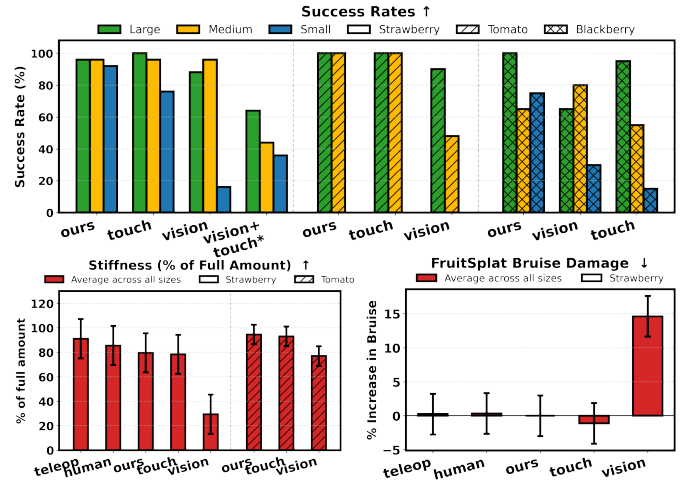 Success Rates ↑
Large Medium Small Strawberry Tomato Blackberry
Success Rate (%)
100
80
60
40
20
0
ours touch vision vision+ touch* ours touch vision ours vision touch
Stiffness (% of Full Amount) ↑
Average across all sizes Strawberry Tomato
% of full amount
120
100
80
60
40
20
0
teleop human ours touch vision ours touch vision
FruitSplat Bruise Damage ↓
Average across all sizes Strawberry
% Increase in Bruise
15
10
5
0
−5
teleop human ours touch vision